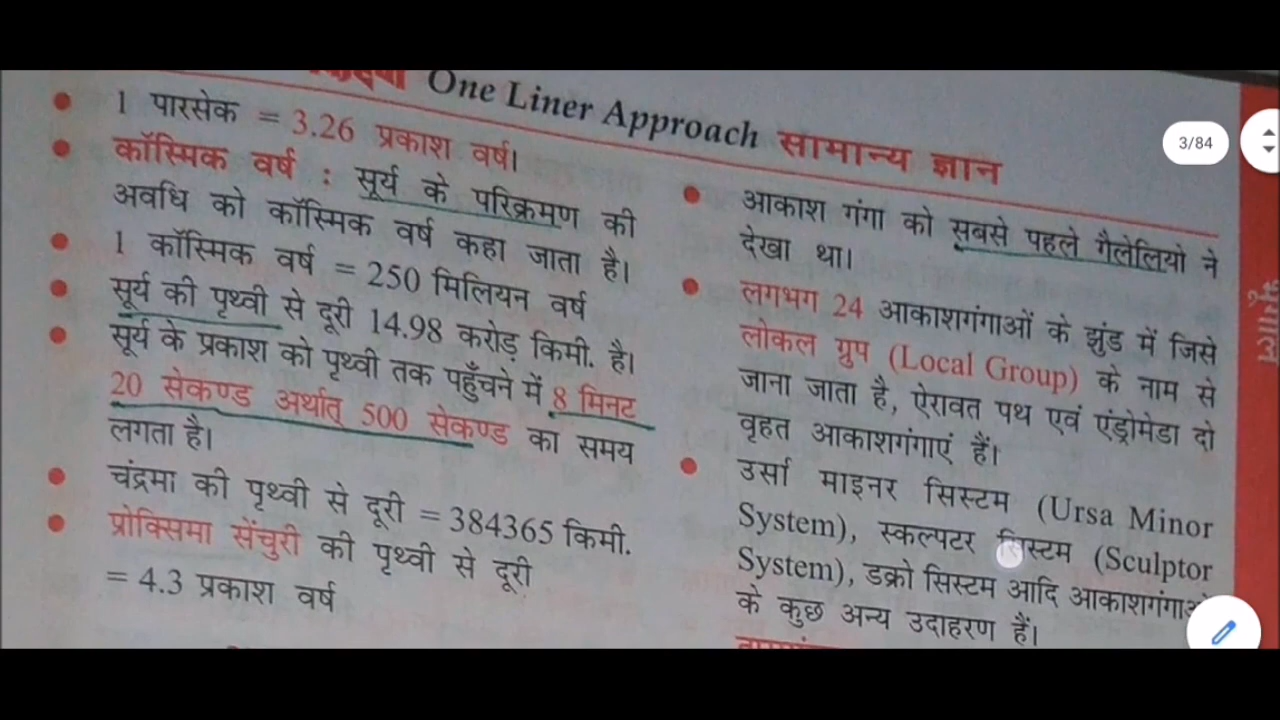 One Liner Approach सामान्य ज्ञान
1 पारसेक = 3.26 प्रकाश वर्ष।
कॉस्मिक वर्ष : सूर्य के परिक्रमण की
अवधि को कॉस्मिक वर्ष कहा जाता है।
1 कॉस्मिक वर्ष = 250 मिलियन वर्ष
सूर्य की पृथ्वी से दूरी 14.98 करोड़ किमी. है।
सूर्य के प्रकाश को पृथ्वी तक पहुँचने में 8 मिनट
20 सेकण्ड अर्थात् 500 सेकण्ड का समय
लगता है।
चंद्रमा की पृथ्वी से दूरी = 384365 किमी.
प्रोक्सिमा सेंचुरी की पृथ्वी से दूरी
= 4.3 प्रकाश वर्ष
आकाश गंगा को सबसे पहले गैलेलियो ने
देखा था।
लगभग 24 आकाशगंगाओं के झुंड में जिसे
लोकल ग्रुप (Local Group) के नाम से
जाना जाता है, ऐरावत पथ एवं एंड्रोमेडा दो
वृहत आकाशगंगाएं हैं।
उर्सा माइनर सिस्टम (Ursa Minor
System), स्कल्पटर सिस्टम (Sculptor
System), डक्रो सिस्टम आदि आकाशगंगाओं
के कुछ अन्य उदाहरण हैं।
3/84
भूगोल